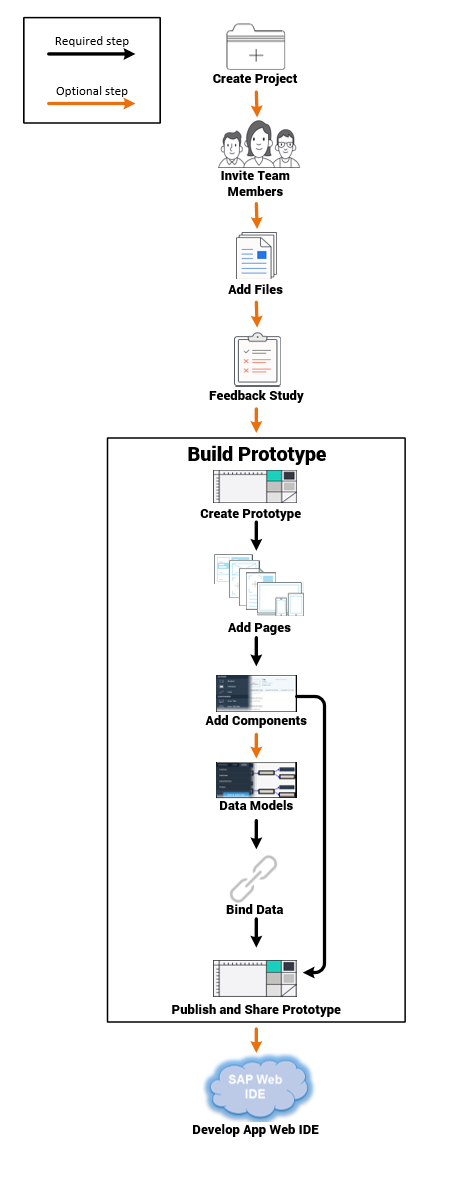 Required step
Optional step
Create Project
Invite Team
Members
Add Files
Feedback Study
Build Prototype
Create Prototype
Add Pages
Add Components
Data Models
Bind Data
Publish and Share Prototype
SAP Web
IDE
Develop App Web IDE